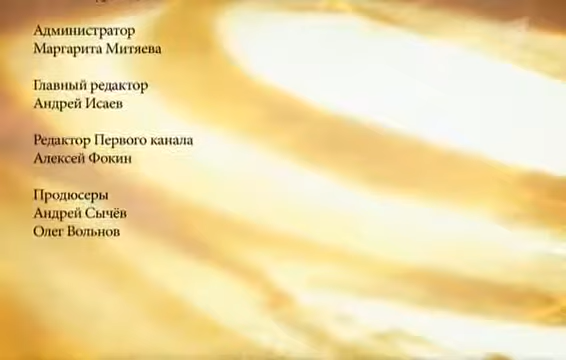 Администратор
Маргарита Митяева
Главный редактор
Андрей Исаев
Редактор Первого канала
Алексей Фокин
Продюсеры
Андрей Сычёв
Олег Вольнов